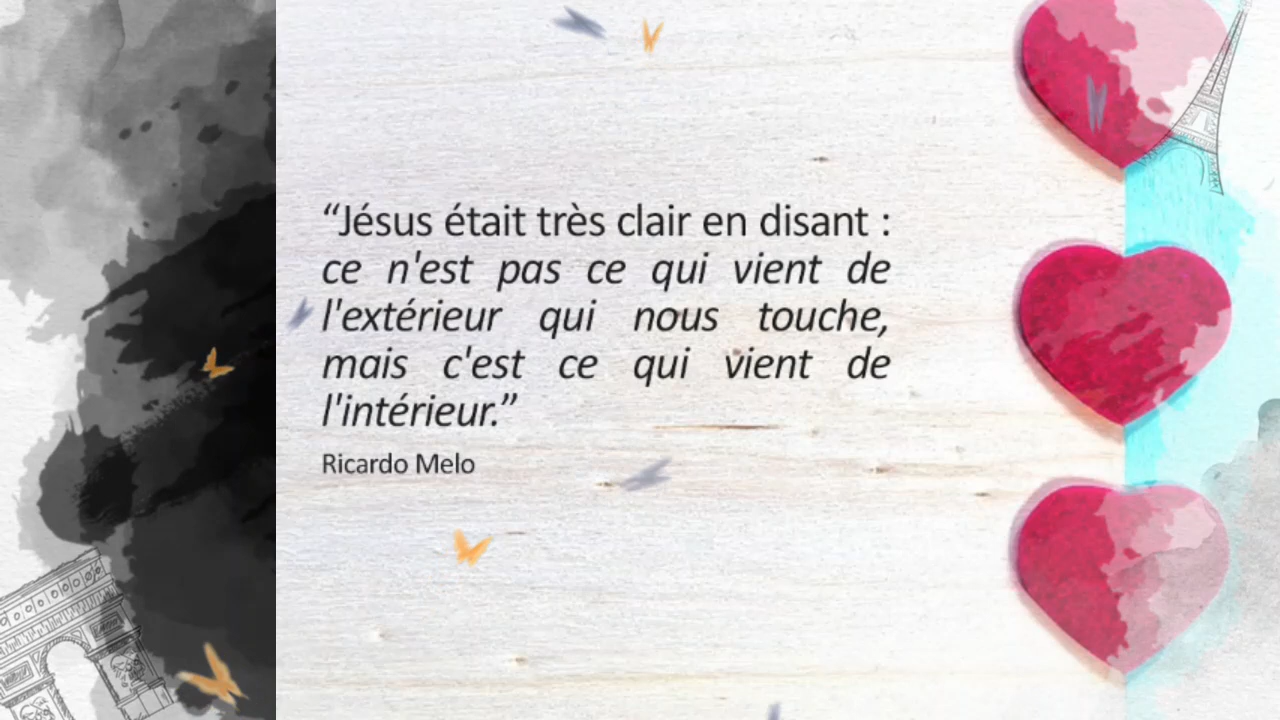 “Jésus était très clair en disant :
ce n'est pas ce qui vient de
l'extérieur qui nous touche,
mais c'est ce qui vient de
l'intérieur.”
Ricardo Melo